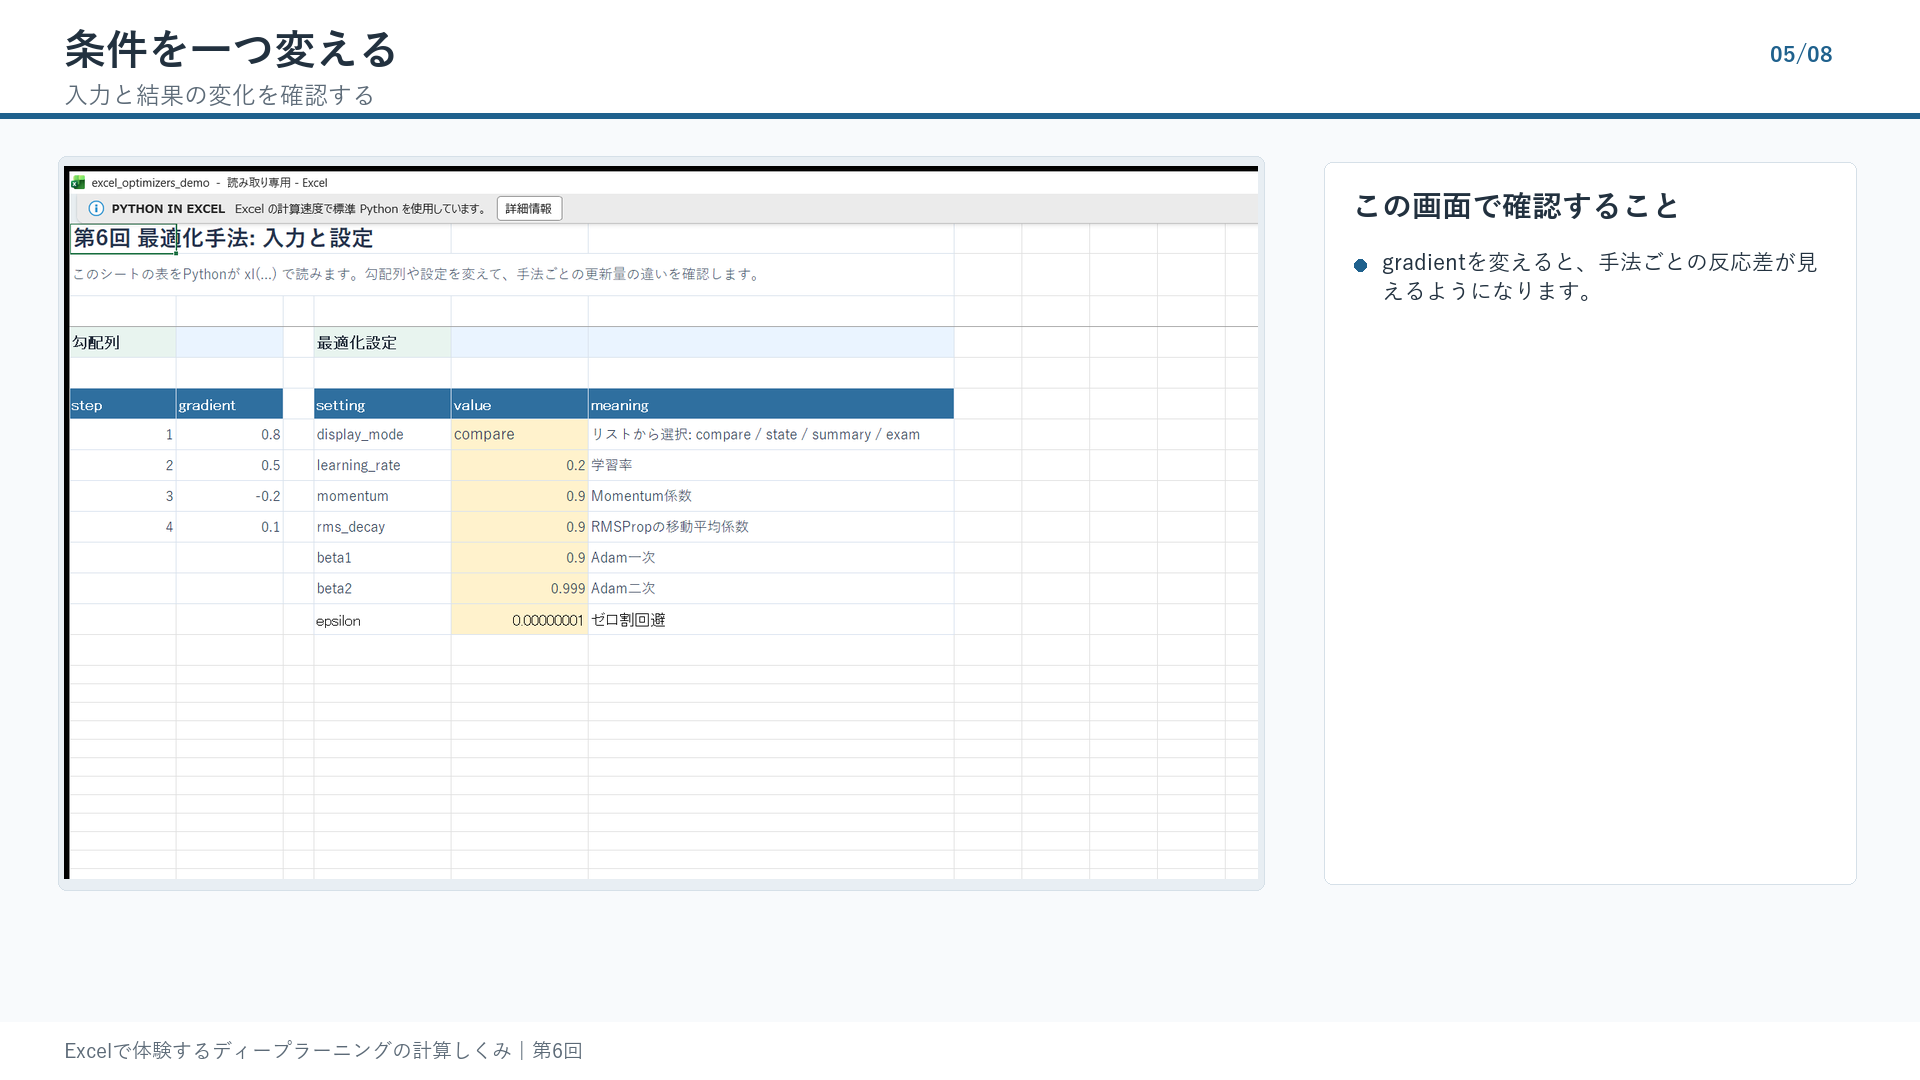 条件を一つ変える
入力と結果の変化を確認する
05/08
excel_optimizers_demo - 読み取り専用 - Excel
PYTHON IN EXCEL Excel の計算速度で標準 Python を使用しています。 詳細情報
第6回 最適化手法: 入力と設定
このシートの表をPythonが xl(...) で読みます。勾配列や設定を変えて、手法ごとの更新量の違いを確認します。
勾配列 最適化設定
step gradient setting value meaning
1 0.8 display_mode compare リストから選択: compare / state / summary / exam
2 0.5 learning_rate 0.2 学習率
3 -0.2 momentum 0.9 Momentum係数
4 0.1 rms_decay 0.9 RMSPropの移動平均係数
beta1 0.9 Adam一次
beta2 0.999 Adam二次
epsilon 0.00000001 ゼロ割回避
この画面で確認すること
gradientを変えると、手法ごとの反応差が見
えるようになります。
Excelで体験するディープラーニングの計算しくみ｜第6回